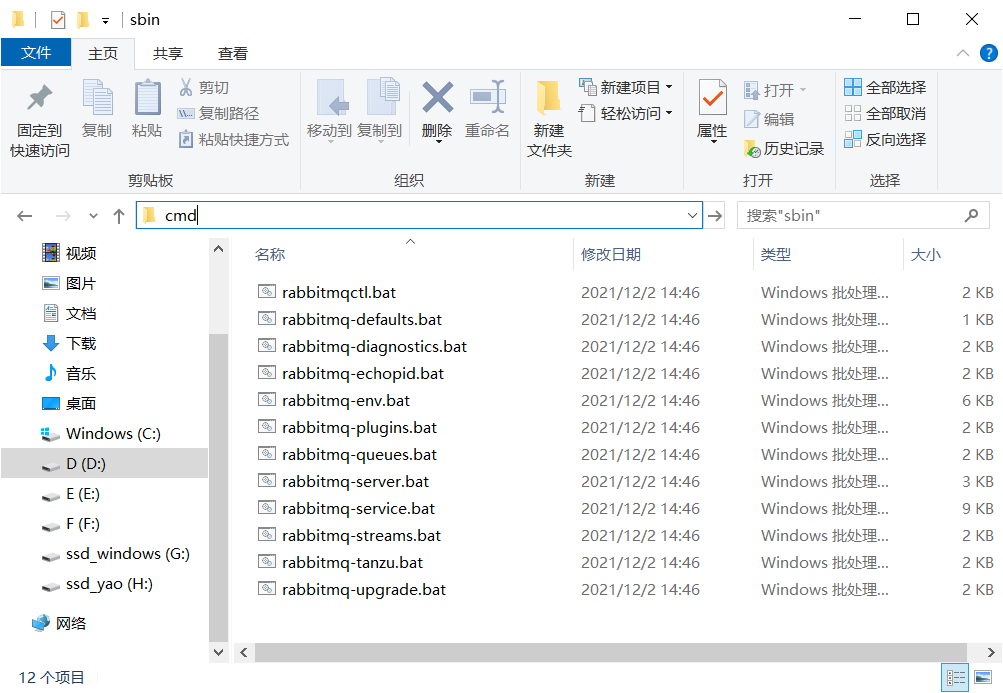 sbin
文件 主页 共享 查看
固定到 快速访问
复制
粘贴
剪切
复制路径
粘贴快捷方式
剪贴板
移动到 复制到
删除 重命名
组织
新建 文件夹
新建项目
轻松访问
新建
属性
打开
编辑
历史记录
打开
全部选择
全部取消
反向选择
选择
cmd
搜索"sbin"
视频
图片
文档
下载
音乐
桌面
Windows (C:)
D (D:)
E (E:)
F (F:)
ssd_windows (G:)
ssd_yao (H:)
网络
名称 修改日期 类型 大小
rabbitmqctl.bat 2021/12/2 14:46 Windows 批处理... 2 KB
rabbitmq-defaults.bat 2021/12/2 14:46 Windows 批处理... 1 KB
rabbitmq-diagnostics.bat 2021/12/2 14:46 Windows 批处理... 2 KB
rabbitmq-echopid.bat 2021/12/2 14:46 Windows 批处理... 2 KB
rabbitmq-env.bat 2021/12/2 14:46 Windows 批处理... 6 KB
rabbitmq-plugins.bat 2021/12/2 14:46 Windows 批处理... 2 KB
rabbitmq-queues.bat 2021/12/2 14:46 Windows 批处理... 2 KB
rabbitmq-server.bat 2021/12/2 14:46 Windows 批处理... 3 KB
rabbitmq-service.bat 2021/12/2 14:46 Windows 批处理... 9 KB
rabbitmq-streams.bat 2021/12/2 14:46 Windows 批处理... 2 KB
rabbitmq-tanzu.bat 2021/12/2 14:46 Windows 批处理... 2 KB
rabbitmq-upgrade.bat 2021/12/2 14:46 Windows 批处理... 2 KB
12 个项目